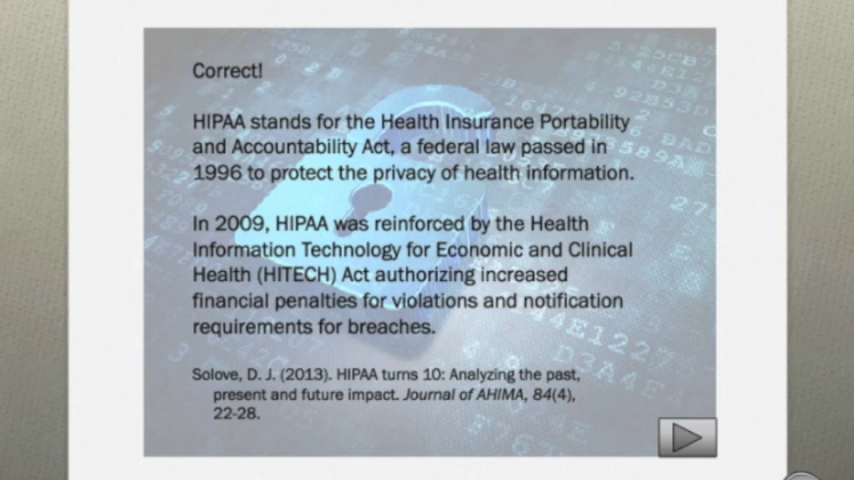 Correct!
HIPAA stands for the Health Insurance Portability
and Accountability Act, a federal law passed in
1996 to protect the privacy of health information.
In 2009, HIPAA was reinforced by the Health
Information Technology for Economic and Clinical
Health (HITECH) Act authorizing increased
financial penalties for violations and notification
requirements for breaches.
Solove, D. J. (2013). HIPAA turns 10: Analyzing the past,
present and future impact. Journal of AHIMA, 84(4),
22-28.